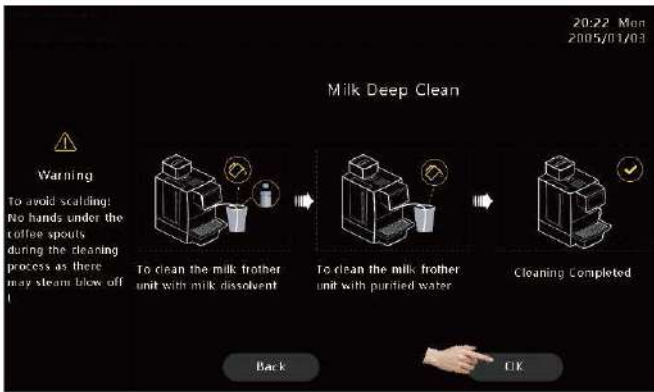 20:22 Mon
2005/01/03
Milk Deep Clean
Warning
To avoid scalding!
No hands under the
coffee spouts
during the cleaning
process as there
may steam blow off
!
To clean the milk frother
unit with milk dissolvent
To clean the milk frother
unit with purified water
Cleaning Completed
Back
OK